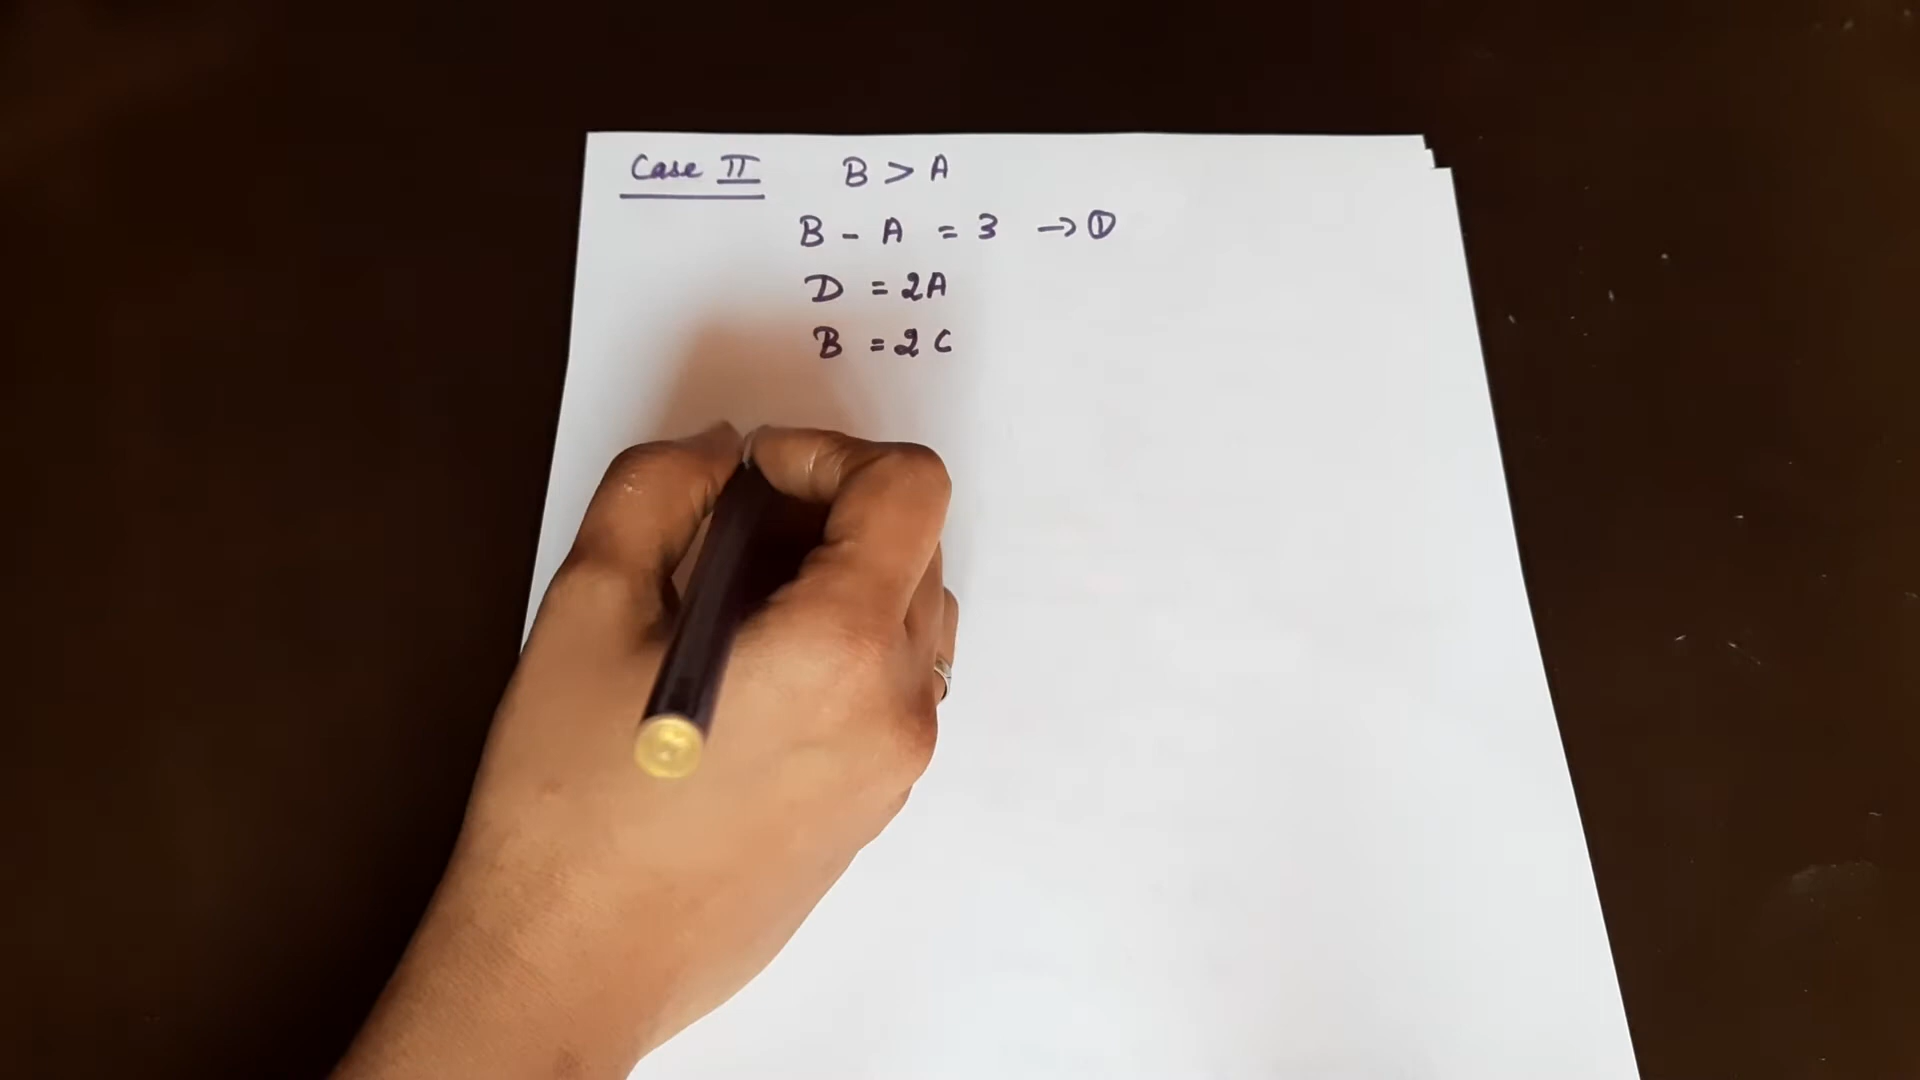 Case II B > A
B - A = 3 → ①
D = 2A
B = 2C